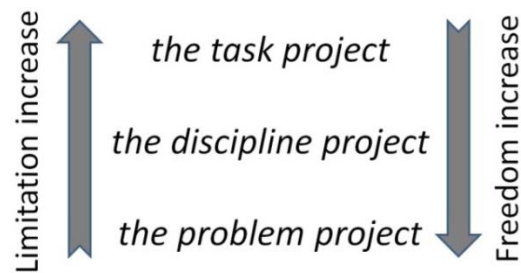 Limitation increase
the task project
the discipline project
the problem project
Freedom increase